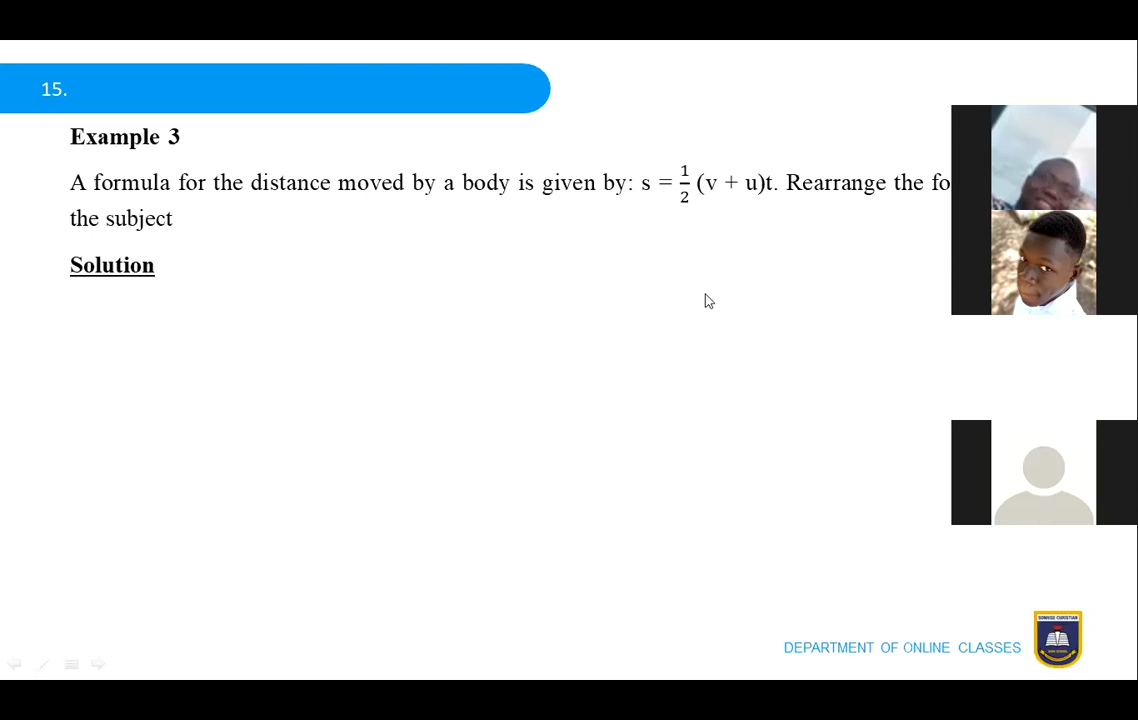 15.
Example 3
A formula for the distance moved by a body is given by: s = 1/2 (v + u)t. Rearrange the fo
the subject
Solution
DEPARTMENT OF ONLINE CLASSES